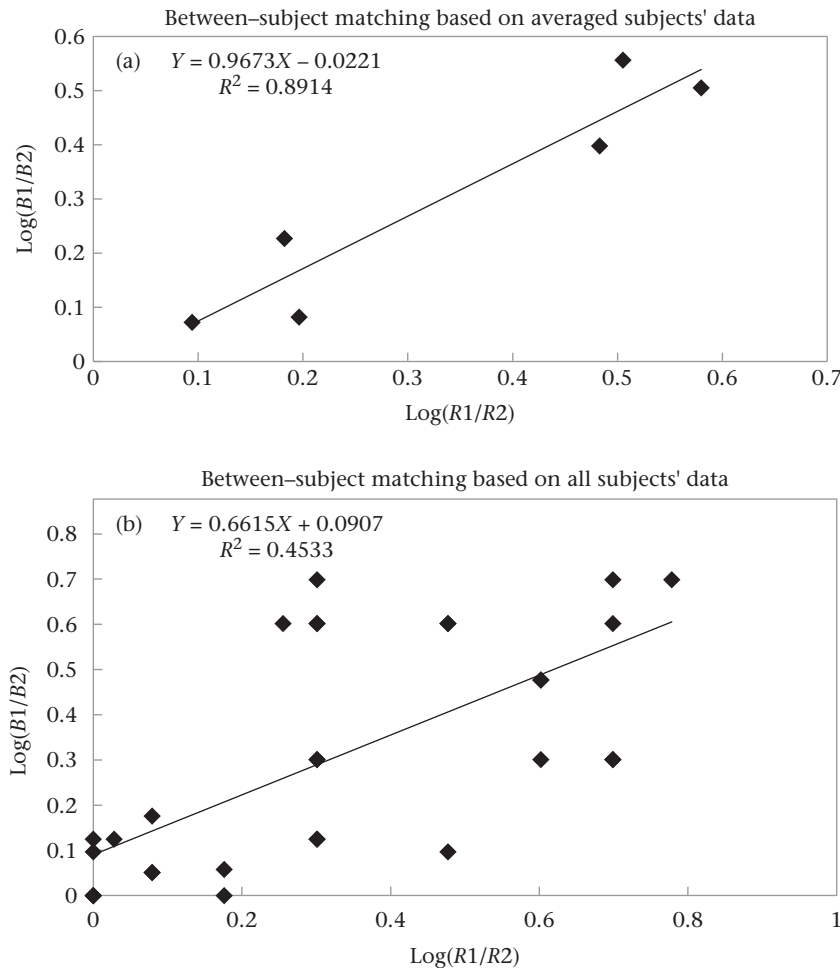 Between–subject matching based on averaged subjects' data
0.6
(a) Y = 0.9673X – 0.0221
R² = 0.8914
0.5
0.4
0.3
0.2
0.1
0
Log(B1/B2)
0 0.1 0.2 0.3 0.4 0.5 0.6 0.7
Log(R1/R2)
Between–subject matching based on all subjects' data
(b) Y = 0.6615X + 0.0907
R² = 0.4533
0.8
0.7
0.6
0.5
0.4
0.3
0.2
0.1
0
Log(B1/B2)
0 0.2 0.4 0.6 0.8 1
Log(R1/R2)